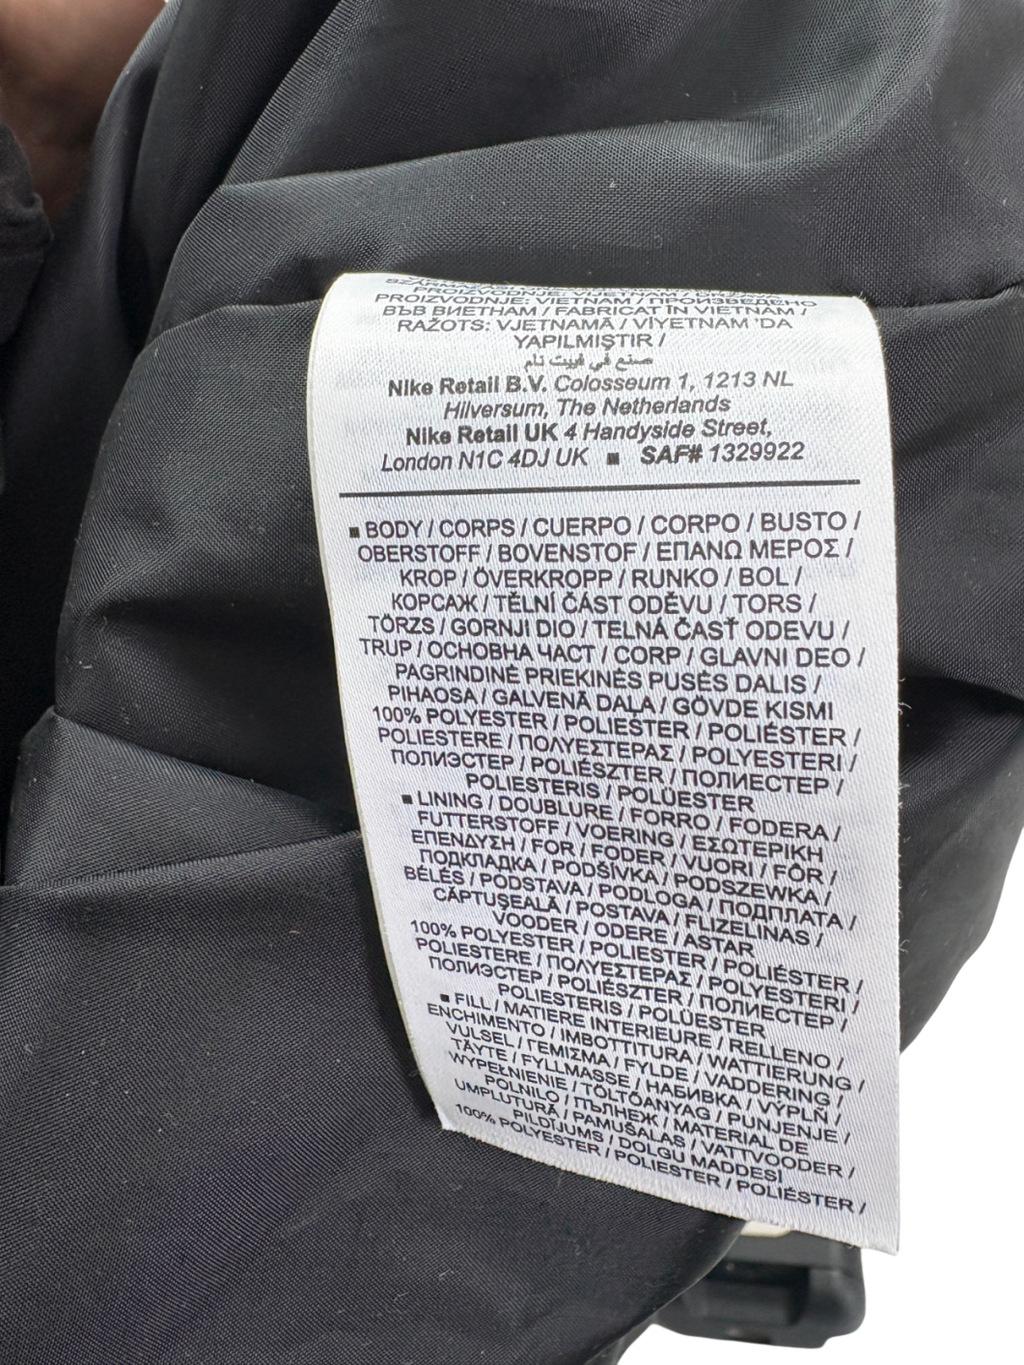 PROIZVODNJE: VIETNAM / ПРОИЗВЕДЕНО
ВЪВ ВИЕТНАМ / FABRICAT ÎN VIETNAM /
RAŽOTS: VJETNAMĀ / VİYETNAM 'DA
YAPILMIŞTIR /
صنع في فييت نام
Nike Retail B.V. Colosseum 1, 1213 NL
Hilversum, The Netherlands
Nike Retail UK 4 Handyside Street,
London N1C 4DJ UK ■ SAF# 1329922
■ BODY / CORPS / CUERPO / CORPO / BUSTO /
OBERSTOFF / BOVENSTOF / ΕΠΑΝΩ ΜΕΡΟΣ /
KROP / ÖVERKROPP / RUNKO / BOL /
КОРСАЖ / TĚLNÍ ČÁST ODĚVU / TORS /
TÖRZS / GORNJI DIO / TELNÁ ČASŤ ODEVU /
TRUP / ОСНОВНА ЧАСТ / CORP / GLAVNI DEO /
PAGRINDINĖ PRIEKINĖS PUSĖS DALIS /
PIHAOSA / GALVENĀ DAĻA / GÖVDE KISMI
100% POLYESTER / POLIESTER / POLIÉSTER /
POLIESTERE / ΠΟΛΥΕΣΤΕΡΑΣ / POLYESTERI /
ПОЛИЭСТЕР / POLIÉSZTER / ПОЛИЕСТЕР /
POLIESTERIS / POLÜESTER
■ LINING / DOUBLURE / FORRO / FODERA /
FUTTERSTOFF / VOERING / ΕΣΩΤΕΡΙΚΗ
ΕΠΕΝΔΥΣΗ / FOR / FODER / VUORI / FÔR /
ПОДКЛАДКА / PODŠÍVKA / PODSZEWKA /
BÉLÉS / PODSTAVA / PODLOGA / ПОДПЛАТА /
CĂPTUȘEALĂ / POSTAVA / FLIZELINAS /
VOODER / ODERE / ASTAR
100% POLYESTER / POLIESTER / POLIÉSTER /
POLIESTERE / ΠΟΛΥΕΣΤΕΡΑΣ / POLYESTERI /
ПОЛИЭСТЕР / POLIÉSZTER / ПОЛИЕСТЕР /
POLIESTERIS / POLÜESTER
■ FILL / MATIERE INTERIEURE / RELLENO /
ENCHIMENTO / IMBOTTITURA / WATTIERUNG /
VULSEL / ΓΕΜΙΣΜΑ / FYLDE / VADDERING /
TÄYTE / FYLLMASSE / НАБИВКА / VÝPLŇ /
WYPEŁNIENIE / TÖLTŐANYAG / PUNJENJE /
POLNILO / ПЪЛНЕЖ / MATERIAL DE
UMPLUTURĂ / PAMUŠALAS / VATTVOODER /
PILDĪJUMS / DOLGU MADDESİ
100% POLYESTER / POLIESTER / POLIÉSTER /